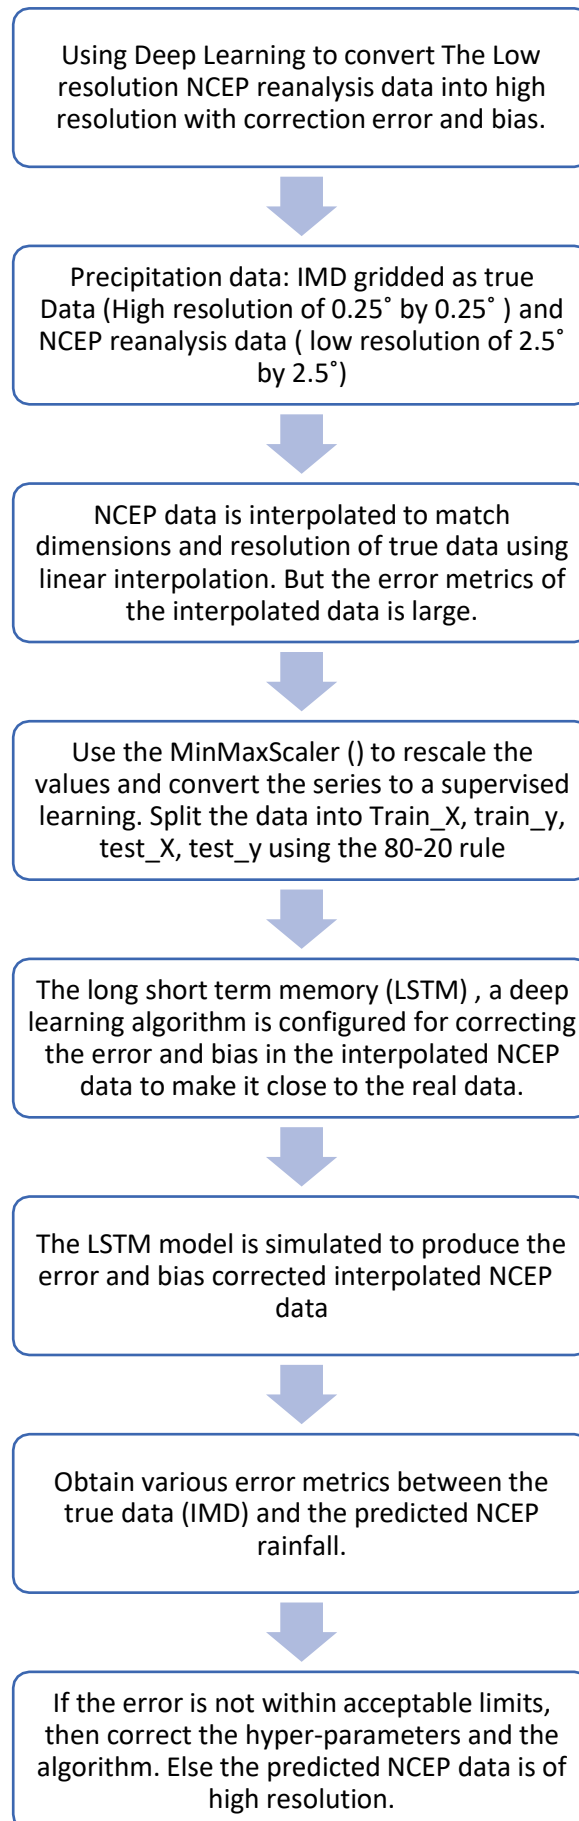 Using Deep Learning to convert The Low
resolution NCEP reanalysis data into high
resolution with correction error and bias.
Precipitation data: IMD gridded as true
Data (High resolution of 0.25˚ by 0.25˚ ) and
NCEP reanalysis data ( low resolution of 2.5˚
by 2.5˚)
NCEP data is interpolated to match
dimensions and resolution of true data using
linear interpolation. But the error metrics of
the interpolated data is large.
Use the MinMaxScaler () to rescale the
values and convert the series to a supervised
learning. Split the data into Train_X, train_y,
test_X, test_y using the 80-20 rule
The long short term memory (LSTM) , a deep
learning algorithm is configured for correcting
the error and bias in the interpolated NCEP
data to make it close to the real data.
The LSTM model is simulated to produce the
error and bias corrected interpolated NCEP
data
Obtain various error metrics between the
true data (IMD) and the predicted NCEP
rainfall.
If the error is not within acceptable limits,
then correct the hyper-parameters and the
algorithm. Else the predicted NCEP data is of
high resolution.